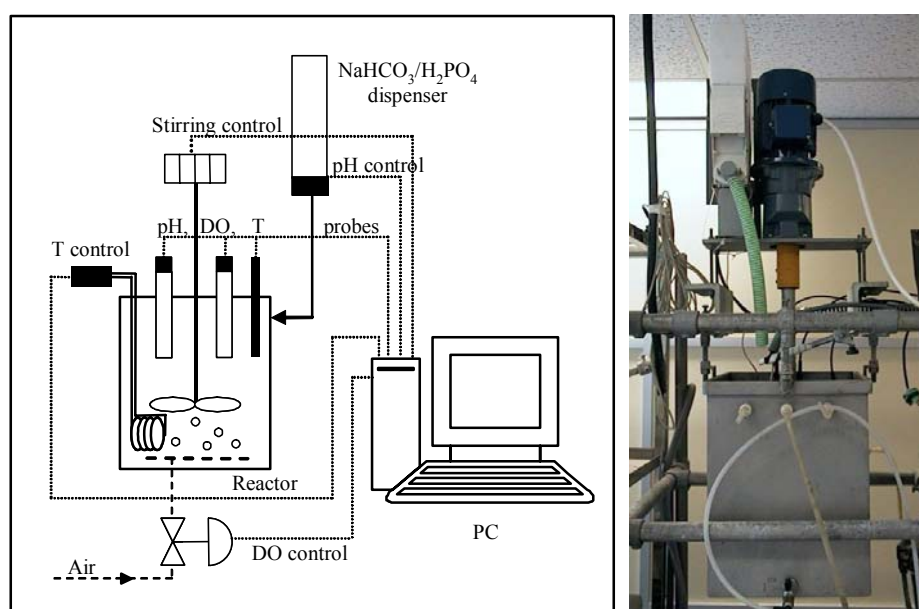 NaHCO₃/H₂PO₄
dispenser
Stirring control
pH control
pH, DO, T probes
T control
Reactor
PC
DO control
Air